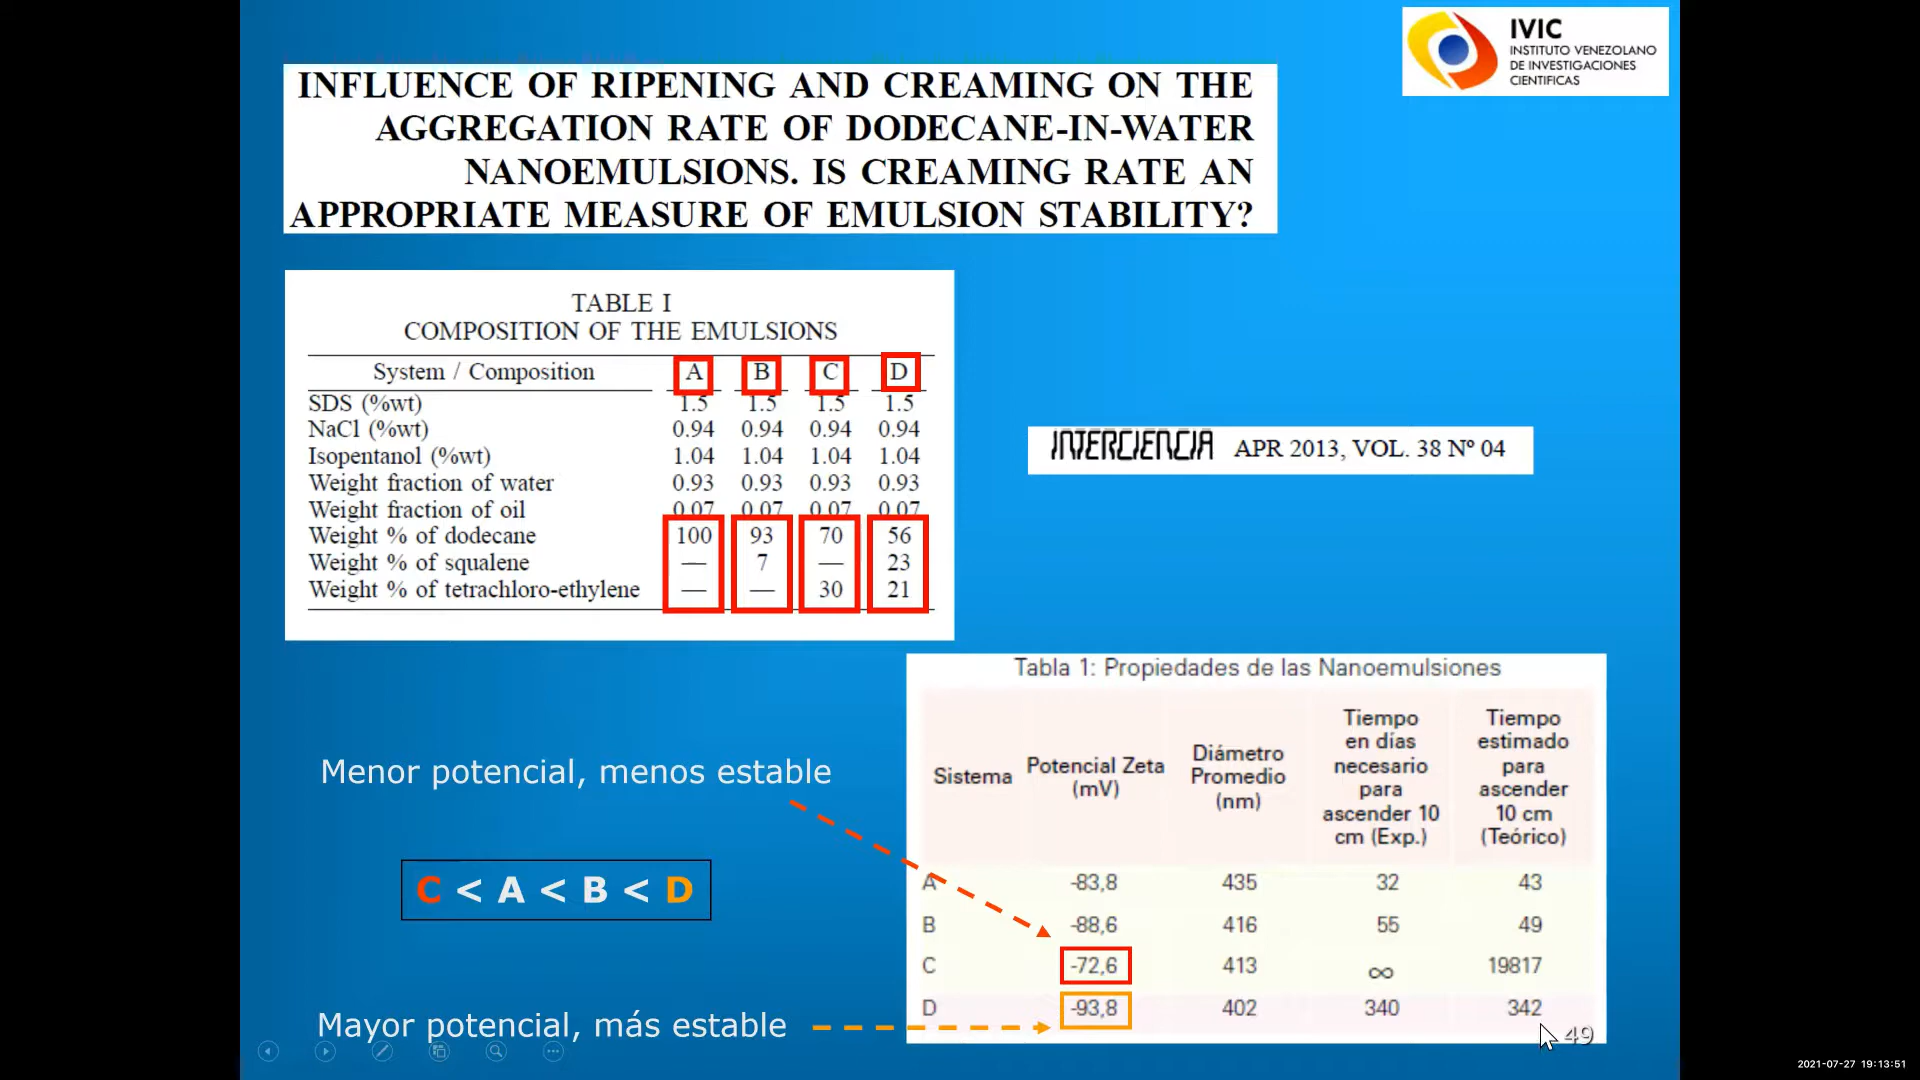 IVIC
INSTITUTO VENEZOLANO
DE INVESTIGACIONES
CIENTIFICAS
INFLUENCE OF RIPENING AND CREAMING ON THE
AGGREGATION RATE OF DODECANE-IN-WATER
NANOEMULSIONS. IS CREAMING RATE AN
APPROPRIATE MEASURE OF EMULSION STABILITY?
TABLE I
COMPOSITION OF THE EMULSIONS
System / Composition A B C D
SDS (%wt) 1.5 1.5 1.5 1.5
NaCl (%wt) 0.94 0.94 0.94 0.94
Isopentanol (%wt) 1.04 1.04 1.04 1.04
Weight fraction of water 0.93 0.93 0.93 0.93
Weight fraction of oil 0.07 0.07 0.07 0.07
Weight % of dodecane 100 93 70 56
Weight % of squalene — 7 — 23
Weight % of tetrachloro-ethylene — — 30 21
INTERCIENCIA APR 2013, VOL. 38 Nº 04
Menor potencial, menos estable
C < A < B < D
Mayor potencial, más estable
Tabla 1: Propiedades de las Nanoemulsiones
Sistema
Potencial Zeta
(mV)
Diámetro
Promedio
(nm)
Tiempo
en días
necesario
para
ascender 10
cm (Exp.)
Tiempo
estimado
para
ascender
10 cm
(Teórico)
A -83,8 435 32 43
B -88,6 416 55 49
C -72,6 413 ∞ 19817
D -93,8 402 340 342
49
2021-07-27 19:13:51